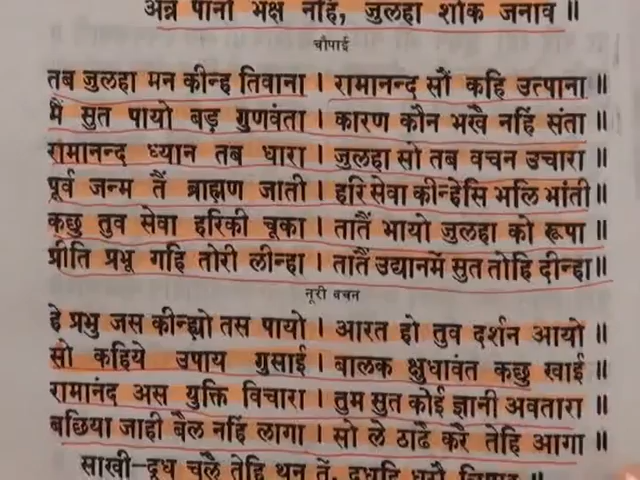 अन्न पानी भक्ष नहिं, जुलहा शोक जनाव ॥
चौपाई
तब जुलहा मन कीन्ह तिवाना । रामानन्द सौं कहि उत्पाना ॥
मैं सुत पायो बड़ गुणवंता । कारण कौन भखै नहिं संता ॥
रामानन्द ध्यान तब धारा । जुलहा सो तब वचन उचारा ॥
पूर्व जन्म तैं ब्राह्मण जाती । हरि सेवा कीन्हेसि भलि भांती ॥
कछु तुव सेवा हरिकी चूका । तातैं भायो जुलहा को रूपा ॥
प्रीति प्रभू गहि तोरी लीन्हा । तातैं उद्यानमें सुत तोहि दीन्हा ॥
नूरी वचन
हे प्रभु जस कीन्ह्यो तस पायो । आरत हो तुव दर्शन आयो ॥
सो कहिये उपाय गुसाई । बालक क्षुधावंत कछु खाई ॥
रामानंद अस युक्ति विचारा । तुम सुत कोई ज्ञानी अवतारा ॥
बछिया जाही बैल नहिं लागा । सो ले ठाढै करै तेहि आगा ॥
साखी-दूध चलै तेहि थन तें,